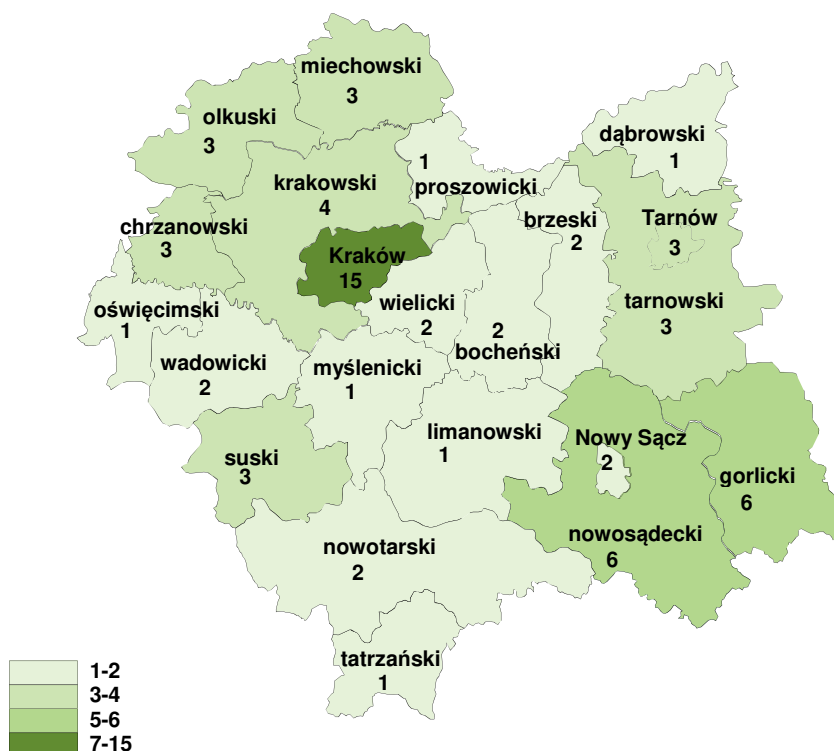 miechowski
3
olkuski
3
dąbrowski
1
1
proszowicki
krakowski
4
chrzanowski
3
brzeski
2
Tarnów
3
Kraków
15
oświęcimski
1
wielicki
2
2
bocheński
tarnowski
3
wadowicki
2
myślenicki
1
limanowski
1
Nowy Sącz
2
suski
3
gorlicki
6
nowosądecki
6
nowotarski
2
tatrzański
1
1-2
3-4
5-6
7-15